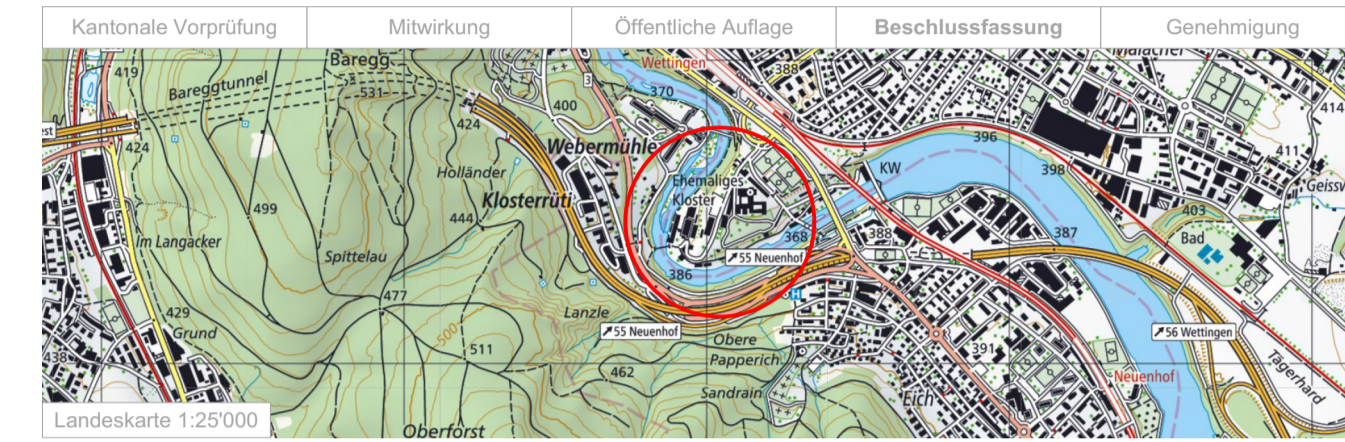 Kantonale Vorprüfung
Mitwirkung
Öffentliche Auflage
Beschlussfassung
Genehmigung
419
Bareggtunnel
Baregg
531
424
424
400
3
370
Wettingen
388
396
398
414
411
403
Geissw
Webermühle
Ehemaliges
Kloster
KW
Holländer
Klosterrüti
444
499
Im Langacker
Spittelau
368
388
387
Bad
386
55 Neuenhof
477
429
Grund
438
500
511
Lanzle
55 Neuenhof
H
Obere
Papperich
462
Sandrain
391
56 Wettingen
Neuenhof
Tägerhard
Eich
Oberforst
Landeskarte 1:25'000